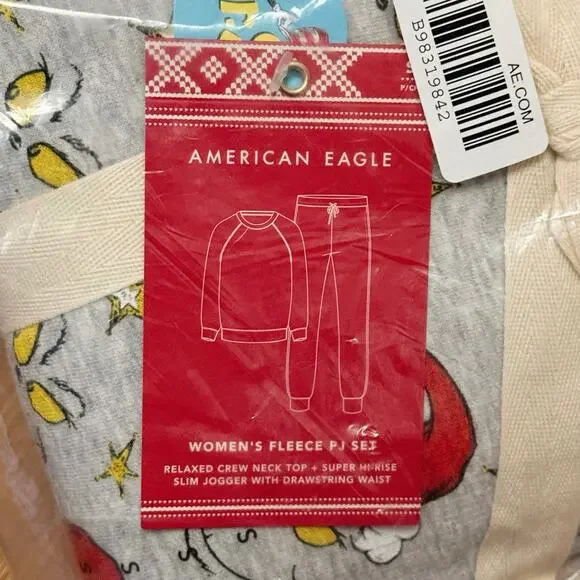 S
P/CH
AE.COM
B98319842
AMERICAN EAGLE
WOMEN'S FLEECE PJ SET
RELAXED CREW NECK TOP + SUPER HI-RISE
SLIM JOGGER WITH DRAWSTRING WAIST
S
S